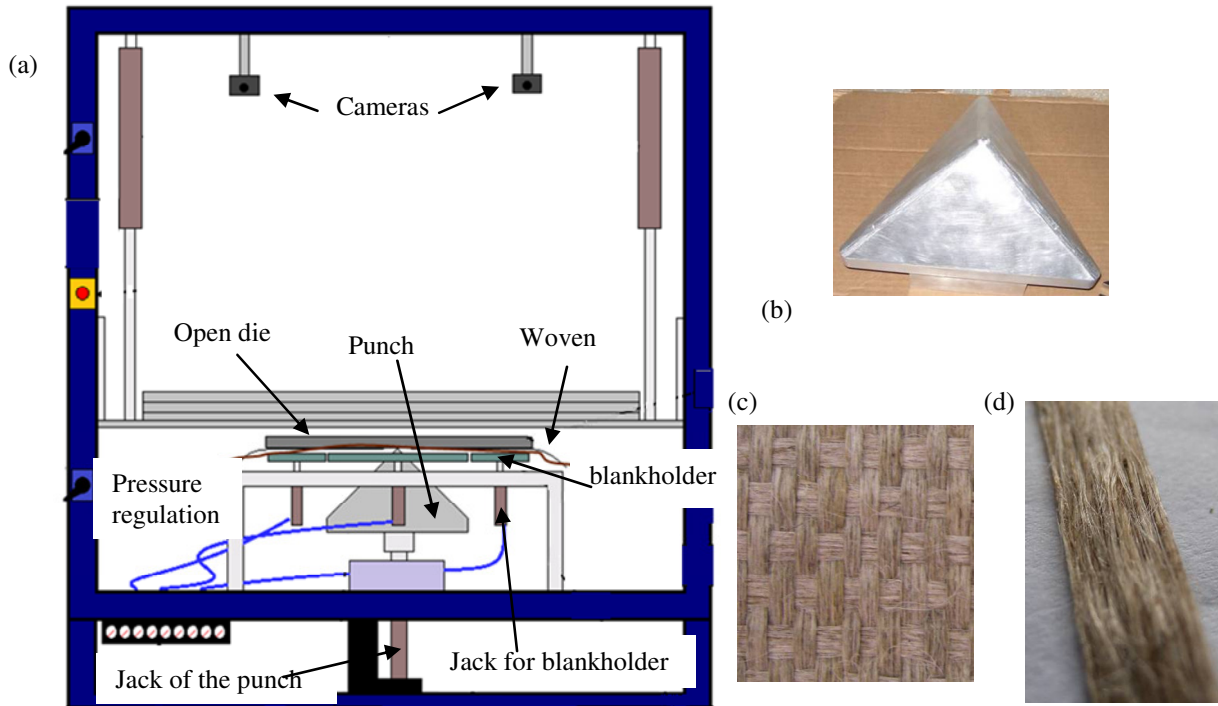 (a)
Cameras
Open die
Punch
Woven
blankholder
Pressure
regulation
Jack of the punch
Jack for blankholder
(b)
(c)
(d)